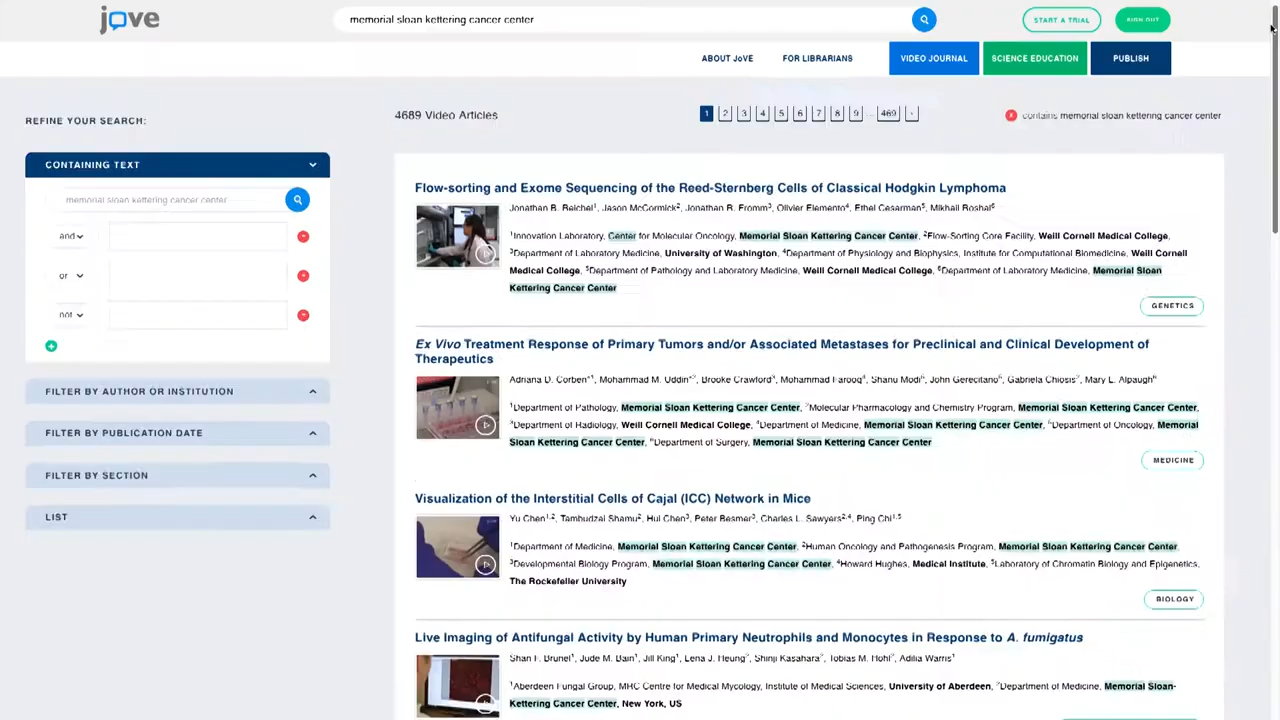 jove
memorial sloan kettering cancer center
START A TRIAL
SIGN OUT
ABOUT JoVE
FOR LIBRARIANS
VIDEO JOURNAL
SCIENCE EDUCATION
PUBLISH
REFINE YOUR SEARCH:
4689 Video Articles
1 2 3 4 5 6 7 8 9 ... 469 ›
contains memorial sloan kettering cancer center
CONTAINING TEXT
memorial sloan kettering cancer center
and
or
not
FILTER BY AUTHOR OR INSTITUTION
FILTER BY PUBLICATION DATE
FILTER BY SECTION
LIST
Flow-sorting and Exome Sequencing of the Reed-Sternberg Cells of Classical Hodgkin Lymphoma
Jonathan B. Reichel¹, Jason McCormick², Jonathan R. Fromm³, Olivier Elemento⁴, Ethel Cesarman⁵, Mikhail Roshal⁶
¹Innovation Laboratory, Center for Molecular Oncology, Memorial Sloan Kettering Cancer Center, ²Flow-Sorting Core Facility, Weill Cornell Medical College,
³Department of Laboratory Medicine, University of Washington, ⁴Department of Physiology and Biophysics, Institute for Computational Biomedicine, Weill Cornell
Medical College, ⁵Department of Pathology and Laboratory Medicine, Weill Cornell Medical College, ⁶Department of Laboratory Medicine, Memorial Sloan
Kettering Cancer Center
GENETICS
Ex Vivo Treatment Response of Primary Tumors and/or Associated Metastases for Preclinical and Clinical Development of
Therapeutics
Adriana D. Corben*¹, Mohammad M. Uddin*², Brooke Crawford³, Mohammad Farooq⁴, Shanu Modi⁵, John Gerecitano⁵, Gabriela Chiosis², Mary L. Alpaugh⁶
¹Department of Pathology, Memorial Sloan Kettering Cancer Center, ²Molecular Pharmacology and Chemistry Program, Memorial Sloan Kettering Cancer Center,
³Department of Radiology, Weill Cornell Medical College, ⁴Department of Medicine, Memorial Sloan Kettering Cancer Center, ⁵Department of Oncology, Memorial
Sloan Kettering Cancer Center, ⁶Department of Surgery, Memorial Sloan Kettering Cancer Center
MEDICINE
Visualization of the Interstitial Cells of Cajal (ICC) Network in Mice
Yu Chen¹,², Tambudzai Shamu², Hui Chen³, Peter Besmer³, Charles L. Sawyers²,⁴, Ping Chi¹,⁵
¹Department of Medicine, Memorial Sloan Kettering Cancer Center, ²Human Oncology and Pathogenesis Program, Memorial Sloan Kettering Cancer Center,
³Developmental Biology Program, Memorial Sloan Kettering Cancer Center, ⁴Howard Hughes, Medical Institute, ⁵Laboratory of Chromatin Biology and Epigenetics,
The Rockefeller University
BIOLOGY
Live Imaging of Antifungal Activity by Human Primary Neutrophils and Monocytes in Response to A. fumigatus
Shan F. Brunel¹, Jude M. Bain¹, Jill King¹, Lena J. Heung², Shinji Kasahara², Tobias M. Hohl², Adilia Warris¹
¹Aberdeen Fungal Group, MRC Centre for Medical Mycology, Institute of Medical Sciences, University of Aberdeen, ²Department of Medicine, Memorial Sloan-
Kettering Cancer Center, New York, US